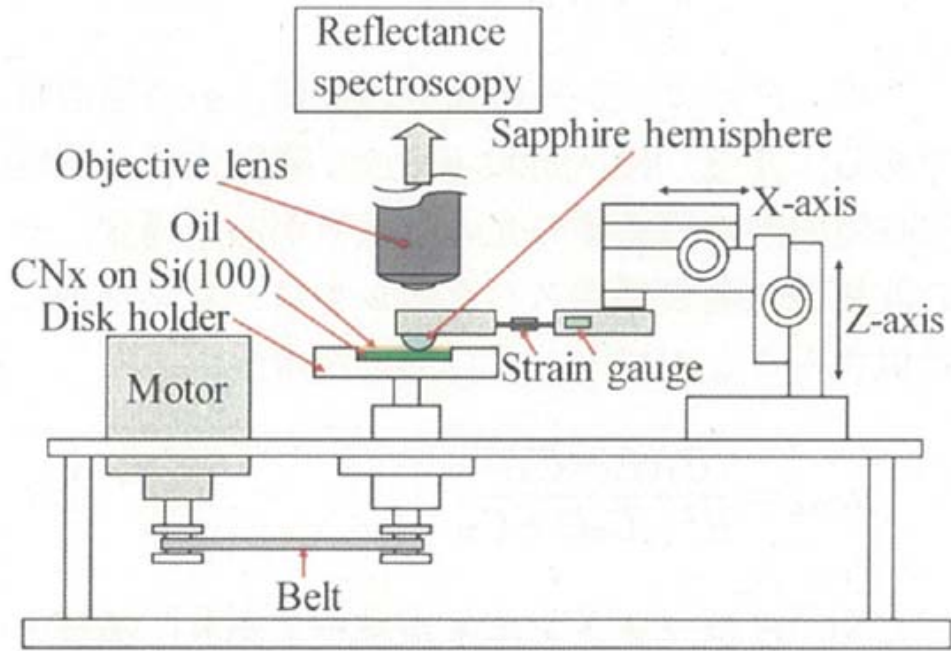 Reflectance
spectroscopy
Sapphire hemisphere
Objective lens
X-axis
Oil
CNx on Si(100)
Disk holder
Z-axis
Strain gauge
Motor
Belt